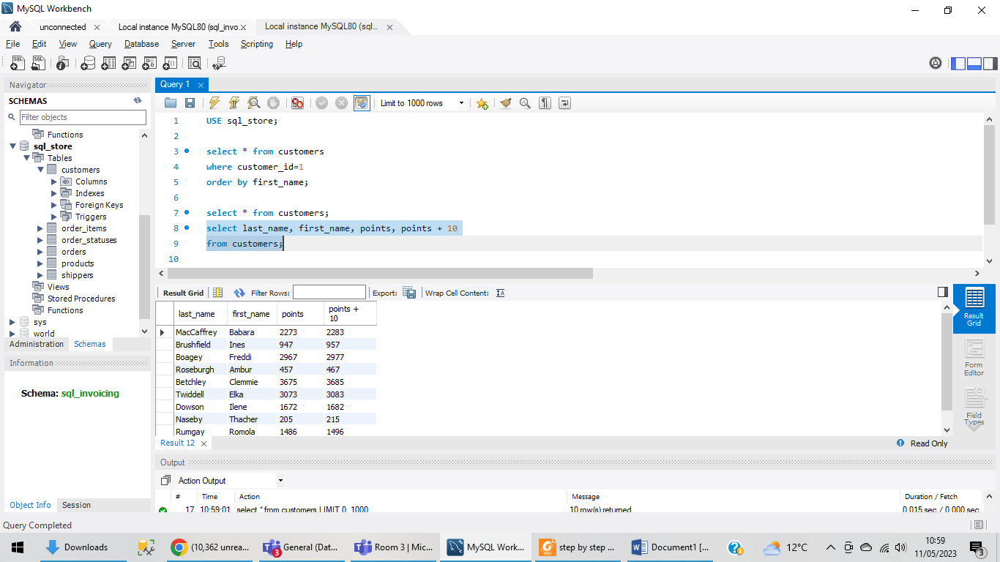 MySQL Workbench
unconnected
Local instance MySQL80 (sql_invo...
Local instance MySQL80 (sql...
File Edit View Query Database Server Tools Scripting Help
Navigator
SCHEMAS
Filter objects
Functions
sql_store
Tables
customers
Columns
Indexes
Foreign Keys
Triggers
order_items
order_statuses
orders
products
shippers
Views
Stored Procedures
Functions
sys
world
Administration Schemas
Information
Schema: sql_invoicing
Object Info Session
Query 1
Limit to 1000 rows
1 USE sql_store;
2
3 select * from customers
4 where customer_id=1
5 order by first_name;
6
7 select * from customers;
8 select last_name, first_name, points, points + 10
9 from customers;
10
Result Grid Filter Rows: Export: Wrap Cell Content:
last_name first_name points points + 10
MacCaffrey Babara 2273 2283
Brushfield Ines 947 957
Boagey Freddi 2967 2977
Roseburgh Ambur 457 467
Betchley Clemmie 3675 3685
Twiddell Elka 3073 3083
Dowson Ilene 1672 1682
Naseby Thacher 205 215
Rumgay Romola 1486 1496
Result Grid
Form Editor
Field Types
Result 12
Read Only
Output
Action Output
# Time Action Message Duration / Fetch
17 10:59:01 select * from customers LIMIT 0, 1000 10 row(s) returned 0.015 sec / 0.000 sec
Query Completed
Downloads
(10,362 unrea...
General (Dat...
3
Room 3 | Mic...
MySQL Work...
PDF
step by step ...
Document1 [...
12°C
10:59
11/05/2023
3